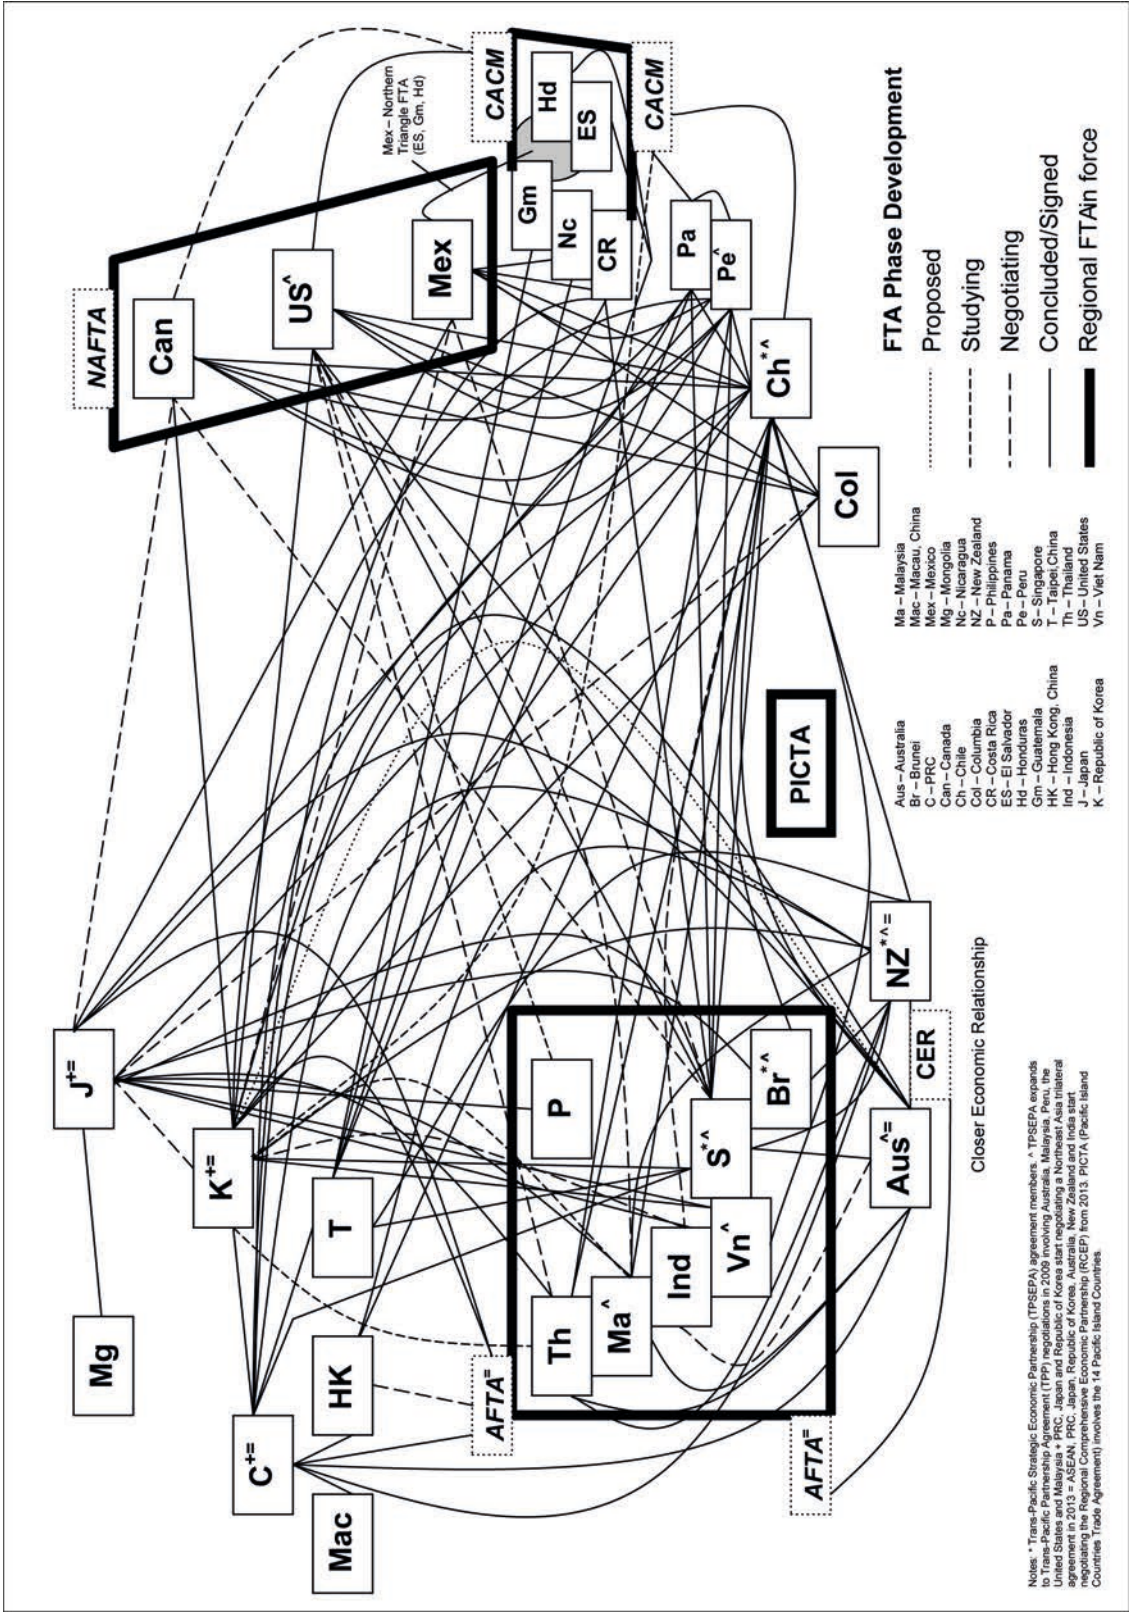 Mg
J+=
NAFTA
Can
C+=
K+=
US^
Mac
HK
T
Mex
Mex – Northern
Triangle FTA
(ES, Gm, Hd)
AFTA=
CACM
Th
P
Gm
Hd
Ma^
Nc
ES
Ind
CR
CACM
S*^
Pa
Vn^
Br*^
Pe^
AFTA=
PICTA
Ch*^
Col
Aus^=
NZ*^=
CER
Closer Economic Relationship
Aus – Australia
Br – Brunei
C – PRC
Can – Canada
Ch – Chile
Col – Columbia
CR – Costa Rica
ES – El Salvador
Hd – Honduras
Gm – Guatemala
HK – Hong Kong, China
Ind – Indonesia
J – Japan
K – Republic of Korea
Ma – Malaysia
Mac – Macau, China
Mex – Mexico
Mg – Mongolia
Nc – Nicaragua
NZ – New Zealand
P – Philippines
Pa – Panama
Pe – Peru
S – Singapore
T – Taipei,China
Th – Thailand
US – United States
Vn – Viet Nam
FTA Phase Development
Proposed
Studying
Negotiating
Concluded/Signed
Regional FTAin force
Notes: * Trans-Pacific Strategic Economic Partnership (TPSEPA) agreement members. ^ TPSEPA expands
to Trans-Pacific Partnership Agreement (TPP) negotiations in 2009 involving Australia, Malaysia, Peru, the
United States and Malaysia + PRC, Japan and Republic of Korea start negotiating a Northeast Asia trilateral
agreement in 2013 = ASEAN, PRC, Japan, Republic of Korea, Australia, New Zealand and India start
negotiating the Regional Comprehensive Economic Partnership (RCEP) from 2013. PICTA (Pacific Island
Countries Trade Agreement) involves the 14 Pacific Island Countries.